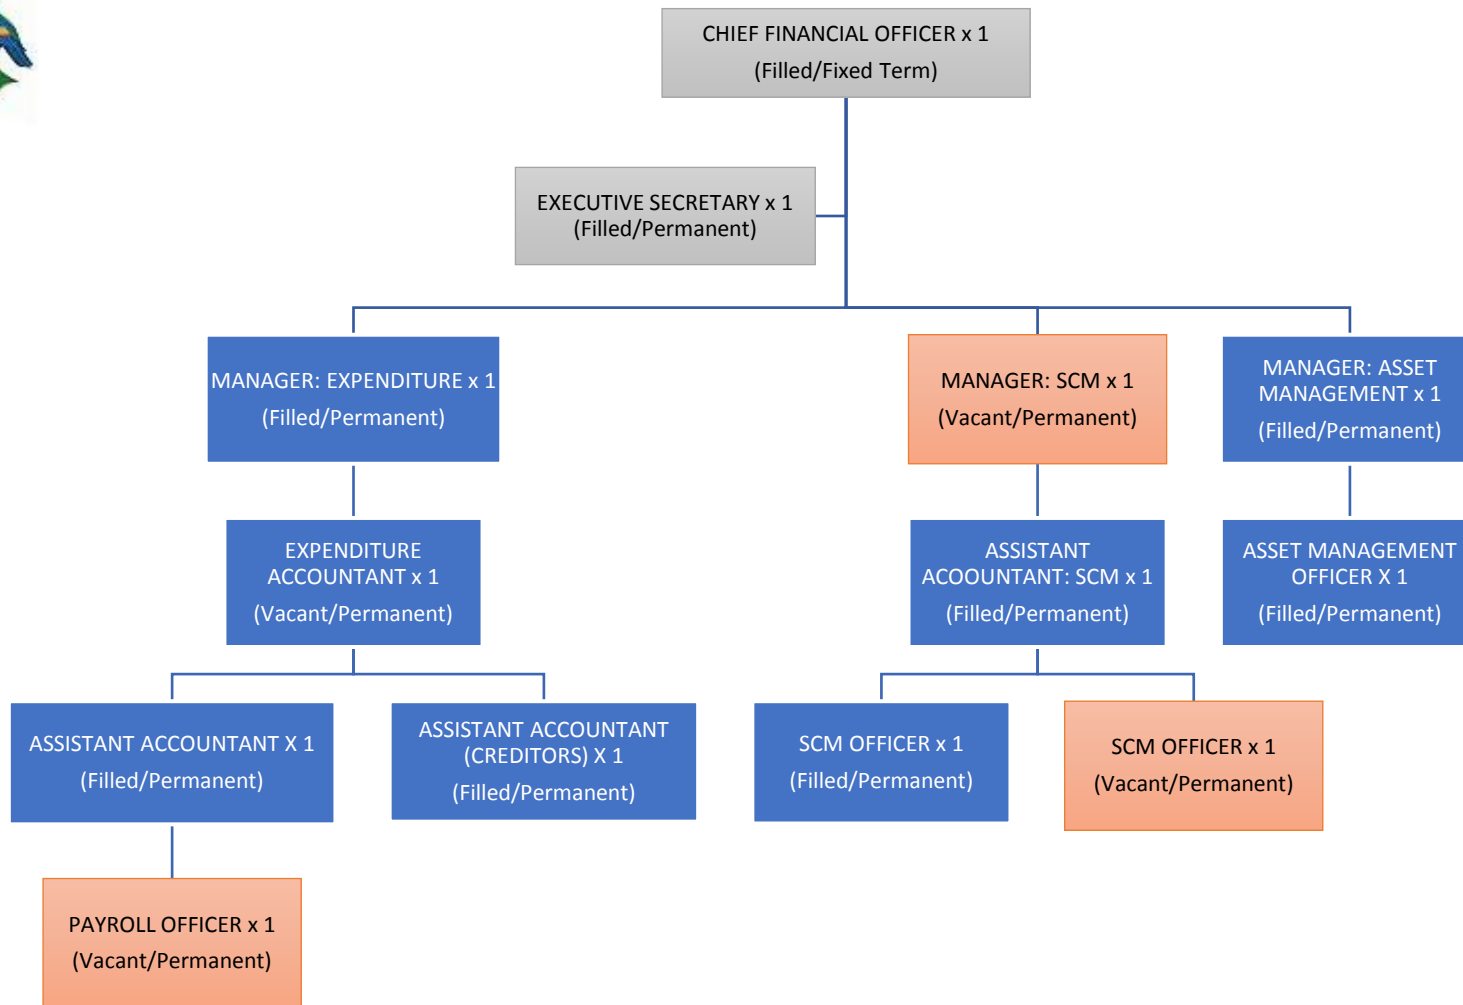 CHIEF FINANCIAL OFFICER x 1
(Filled/Fixed Term)
EXECUTIVE SECRETARY x 1
(Filled/Permanent)
MANAGER: EXPENDITURE x 1
(Filled/Permanent)
MANAGER: SCM x 1
(Vacant/Permanent)
MANAGER: ASSET
MANAGEMENT x 1
(Filled/Permanent)
EXPENDITURE
ACCOUNTANT x 1
(Vacant/Permanent)
ASSISTANT
ACOOUNTANT: SCM x 1
(Filled/Permanent)
ASSET MANAGEMENT
OFFICER X 1
(Filled/Permanent)
ASSISTANT ACCOUNTANT X 1
(Filled/Permanent)
ASSISTANT ACCOUNTANT
(CREDITORS) X 1
(Filled/Permanent)
SCM OFFICER x 1
(Filled/Permanent)
SCM OFFICER x 1
(Vacant/Permanent)
PAYROLL OFFICER x 1
(Vacant/Permanent)